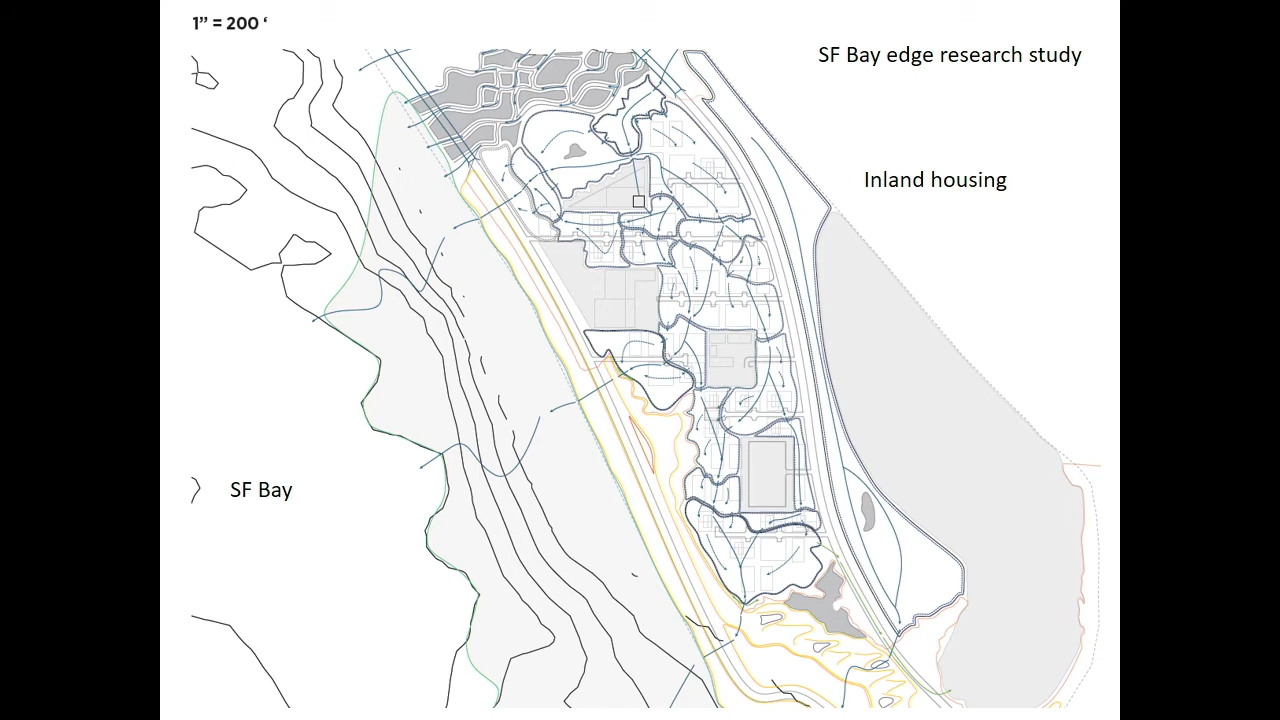 1” = 200 ‘
SF Bay edge research study
Inland housing
SF Bay